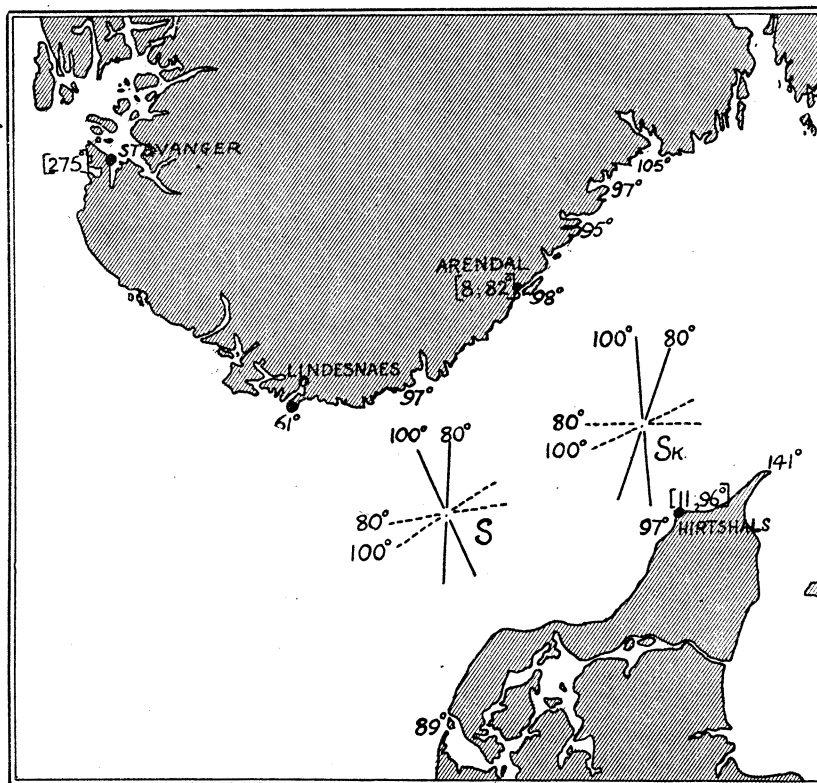 STAVANGER
[275°]
105°
97°
95°
ARENDAL
[8,82°]
98°
100° 80°
LINDESNAES
97°
61°
80°
100°
SK
100° 80°
141°
[11,96°]
80°
97° HIRTSHALS
S
100°
89°